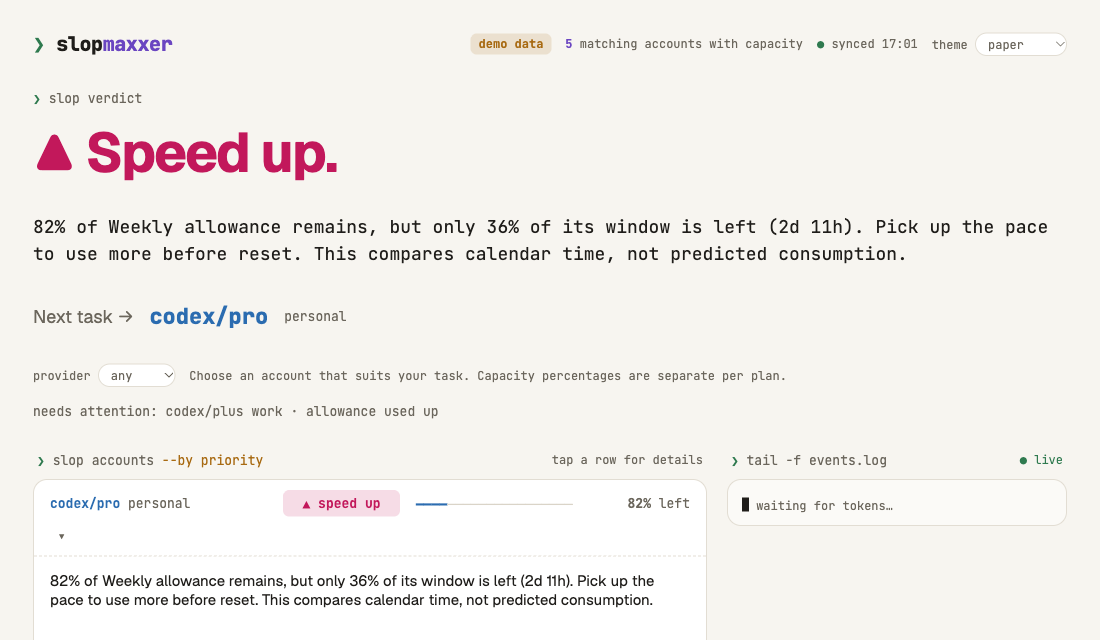 ❯ slopmaxxer
demo data 5 matching accounts with capacity ● synced 17:01 theme paper
❯ slop verdict
▲ Speed up.
82% of Weekly allowance remains, but only 36% of its window is left (2d 11h). Pick up the pace
to use more before reset. This compares calendar time, not predicted consumption.
Next task → codex/pro personal
provider any Choose an account that suits your task. Capacity percentages are separate per plan.
needs attention: codex/plus work · allowance used up
❯ slop accounts --by priority tap a row for details
❯ tail -f events.log ● live
codex/pro personal ▲ speed up 82% left
▾
waiting for tokens…
82% of Weekly allowance remains, but only 36% of its window is left (2d 11h). Pick up the
pace to use more before reset. This compares calendar time, not predicted consumption.